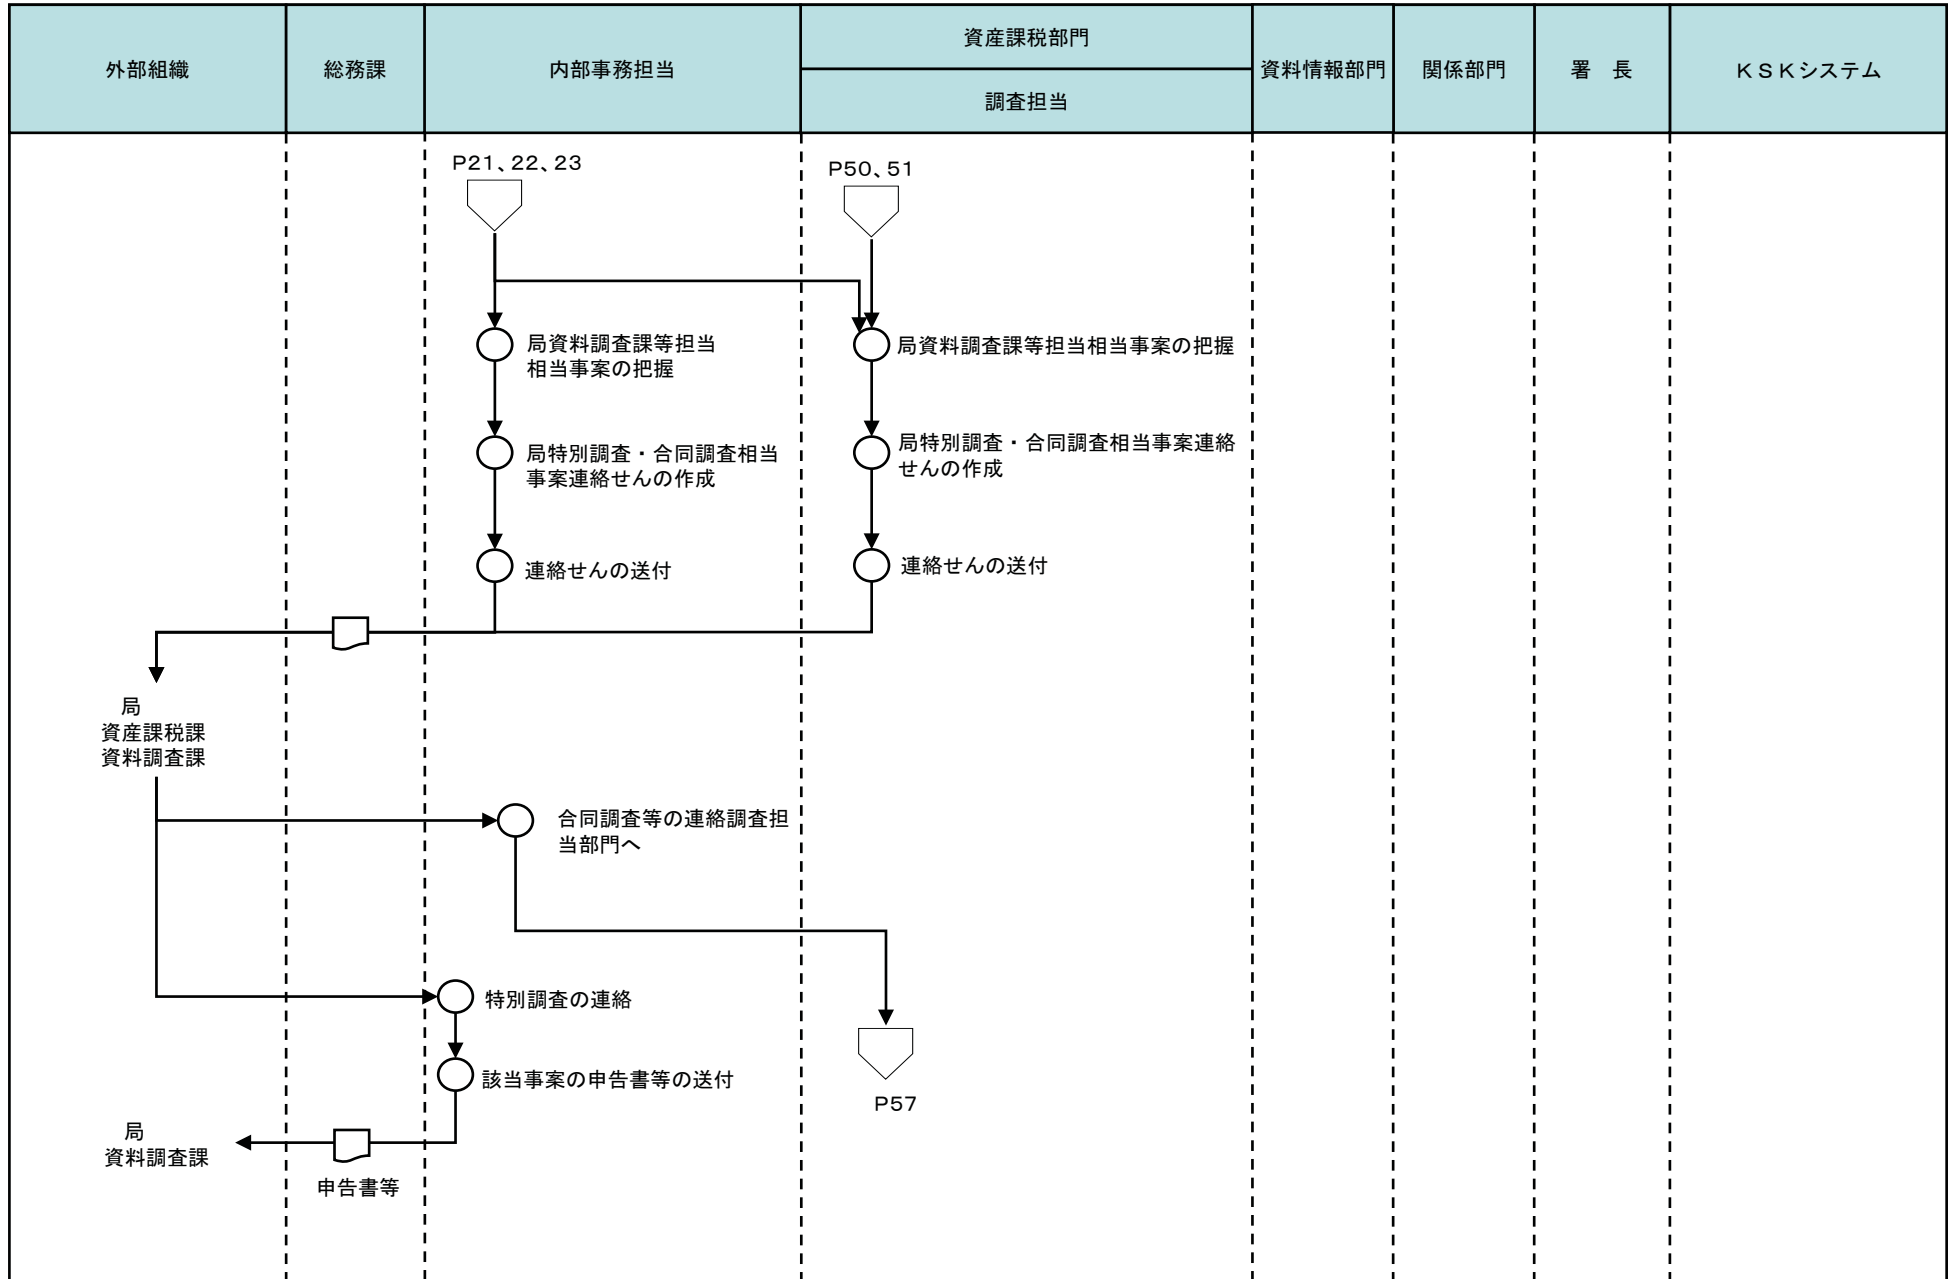 外部組織
総務課
内部事務担当
資産課税部門
調査担当
資料情報部門
関係部門
署　長
ＫＳＫシステム
P21、22、23
P50、51
局資料調査課等担当
相当事案の把握
局資料調査課等担当相当事案の把握
局特別調査・合同調査相当
事案連絡せんの作成
局特別調査・合同調査相当事案連絡
せんの作成
連絡せんの送付
連絡せんの送付
局
資産課税課
資料調査課
合同調査等の連絡調査担
当部門へ
特別調査の連絡
該当事案の申告書等の送付
P57
局
資料調査課
申告書等